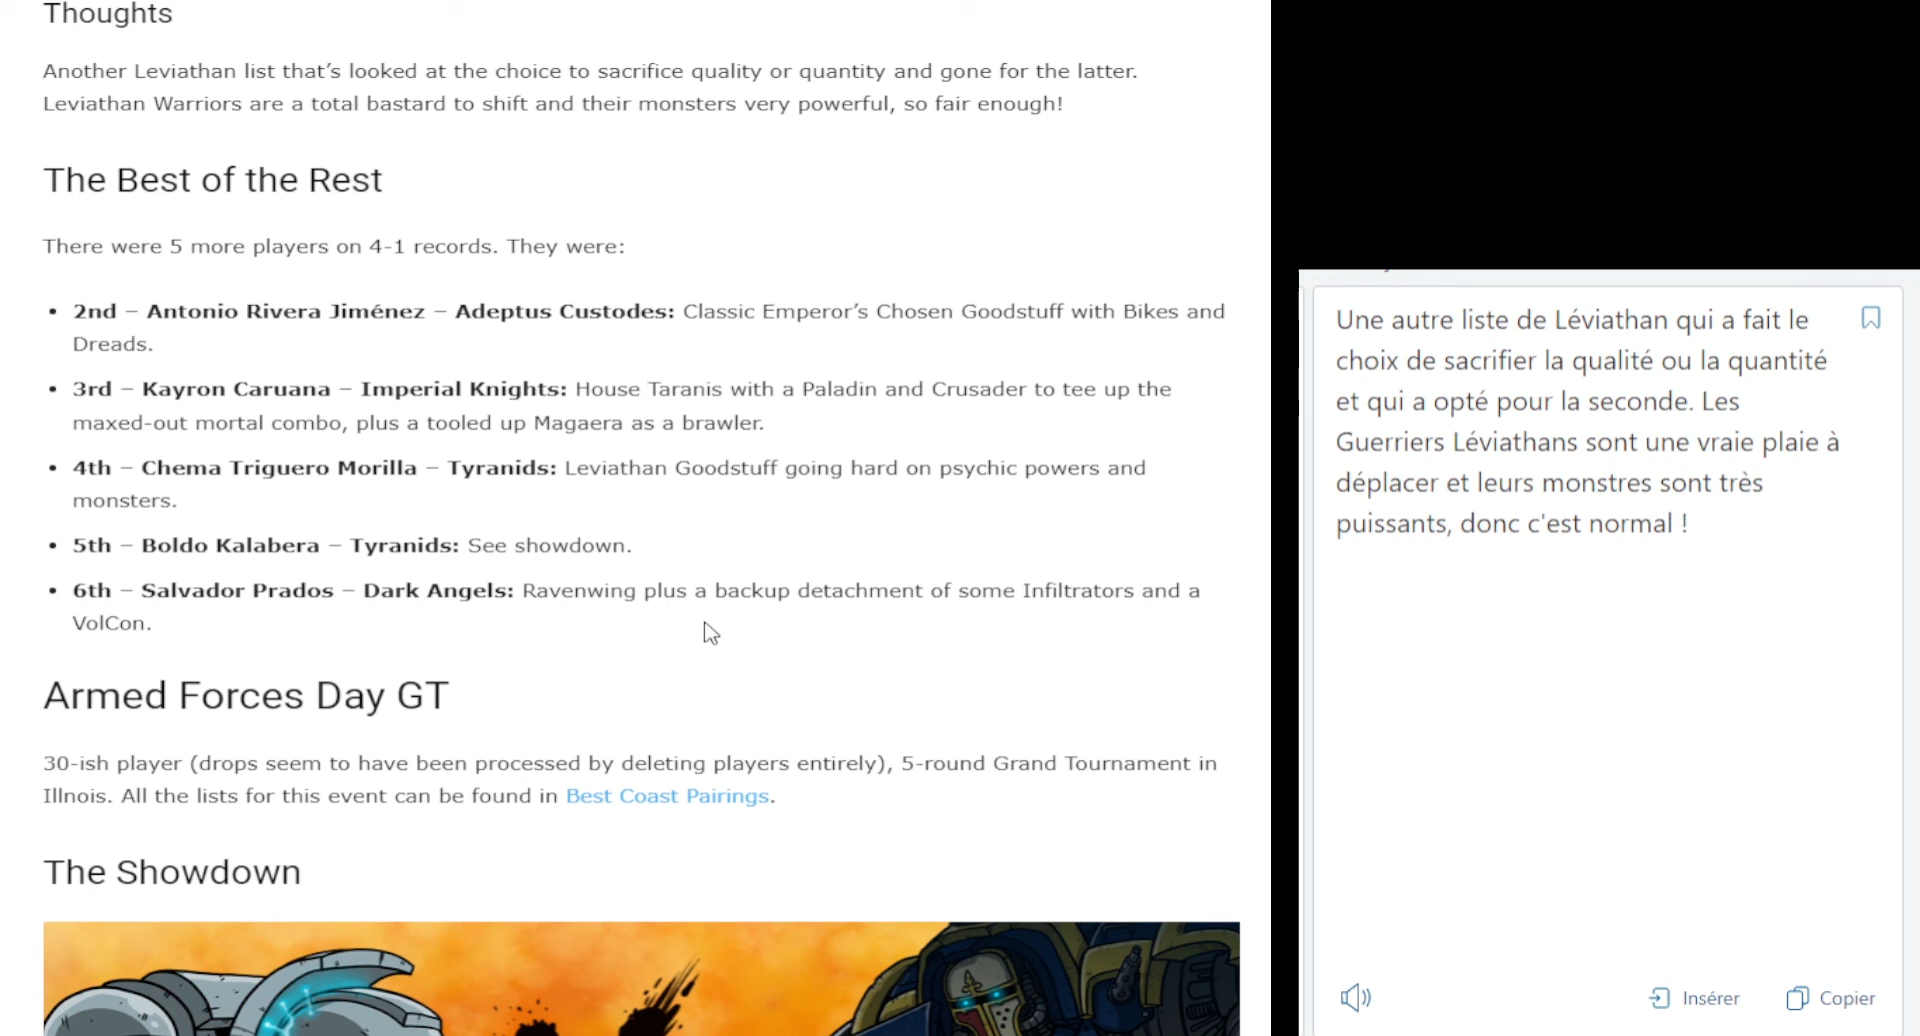 Thoughts
Another Leviathan list that’s looked at the choice to sacrifice quality or quantity and gone for the latter.
Leviathan Warriors are a total bastard to shift and their monsters very powerful, so fair enough!
The Best of the Rest
There were 5 more players on 4-1 records. They were:
• 2nd – Antonio Rivera Jiménez – Adeptus Custodes: Classic Emperor’s Chosen Goodstuff with Bikes and
Dreads.
• 3rd – Kayron Caruana – Imperial Knights: House Taranis with a Paladin and Crusader to tee up the
maxed-out mortal combo, plus a tooled up Magaera as a brawler.
• 4th – Chema Triguero Morilla – Tyranids: Leviathan Goodstuff going hard on psychic powers and
monsters.
• 5th – Boldo Kalabera – Tyranids: See showdown.
• 6th – Salvador Prados – Dark Angels: Ravenwing plus a backup detachment of some Infiltrators and a
VolCon.
Armed Forces Day GT
30-ish player (drops seem to have been processed by deleting players entirely), 5-round Grand Tournament in
Illnois. All the lists for this event can be found in Best Coast Pairings.
The Showdown
Une autre liste de Léviathan qui a fait le
choix de sacrifier la qualité ou la quantité
et qui a opté pour la seconde. Les
Guerriers Léviathans sont une vraie plaie à
déplacer et leurs monstres sont très
puissants, donc c'est normal !
Insérer
Copier